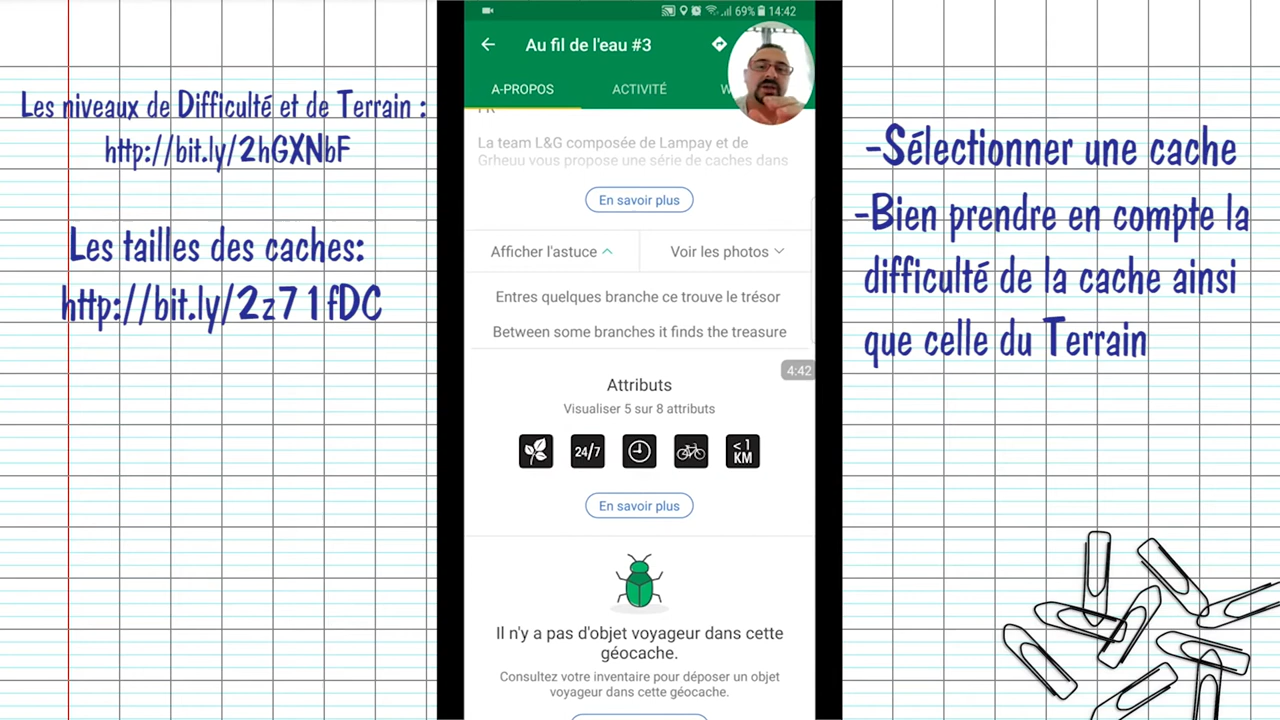 Les niveaux de Difficulté et de Terrain :
http://bit.ly/2hGXNbF
Les tailles des caches:
http://bit.ly/2z71fDC
69% 14:42
Au fil de l'eau #3
A-PROPOS
ACTIVITÉ
FR
La team L&G composée de Lampay et de
Grheuu vous propose une série de caches dans
En savoir plus
Afficher l'astuce
Voir les photos
Entres quelques branche ce trouve le trésor
Between some branches it finds the treasure
4:42
Attributs
Visualiser 5 sur 8 attributs
24/7
< 1
KM
En savoir plus
Il n'y a pas d'objet voyageur dans cette
géocache.
Consultez votre inventaire pour déposer un objet
voyageur dans cette géocache.
-Sélectionner une cache
-Bien prendre en compte la
difficulté de la cache ainsi
que celle du Terrain